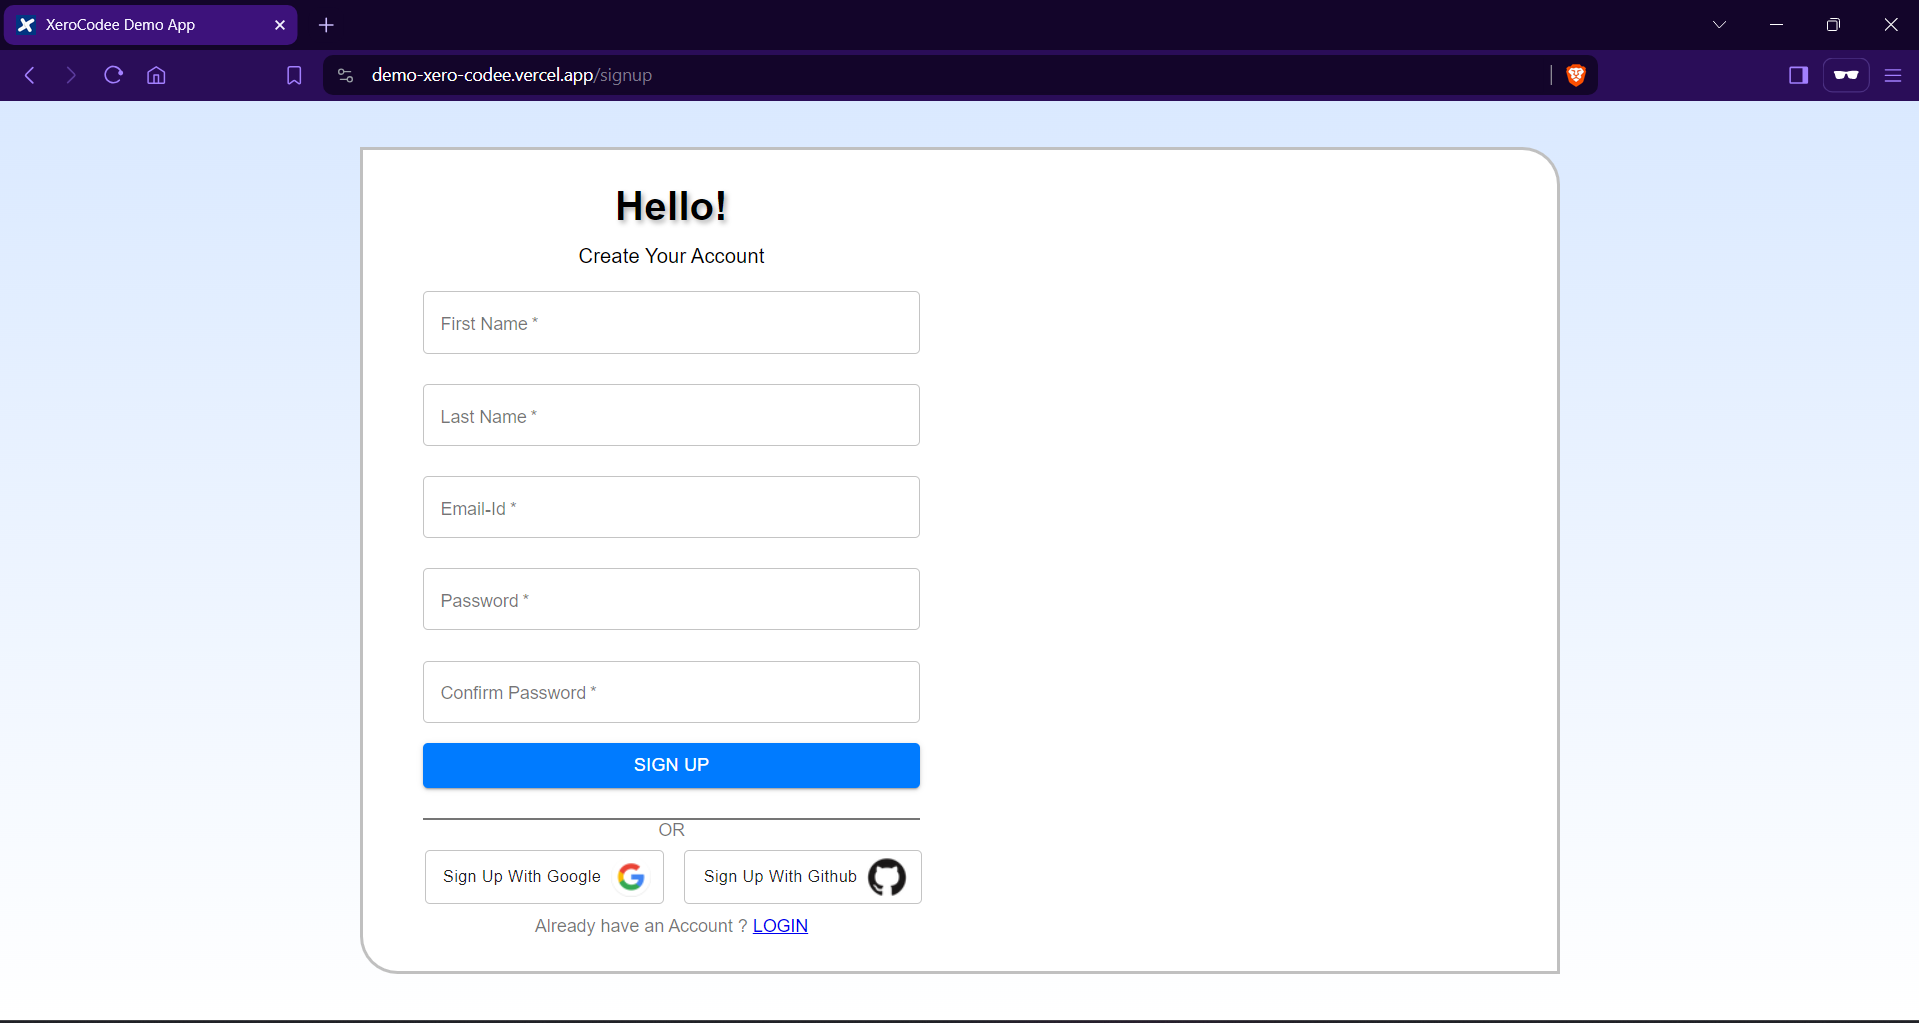 XeroCodee Demo App
demo-xero-codee.vercel.app/signup
Hello!
Create Your Account
First Name *
Last Name *
Email-Id *
Password *
Confirm Password *
SIGN UP
OR
Sign Up With Google
Sign Up With Github
Already have an Account ? LOGIN